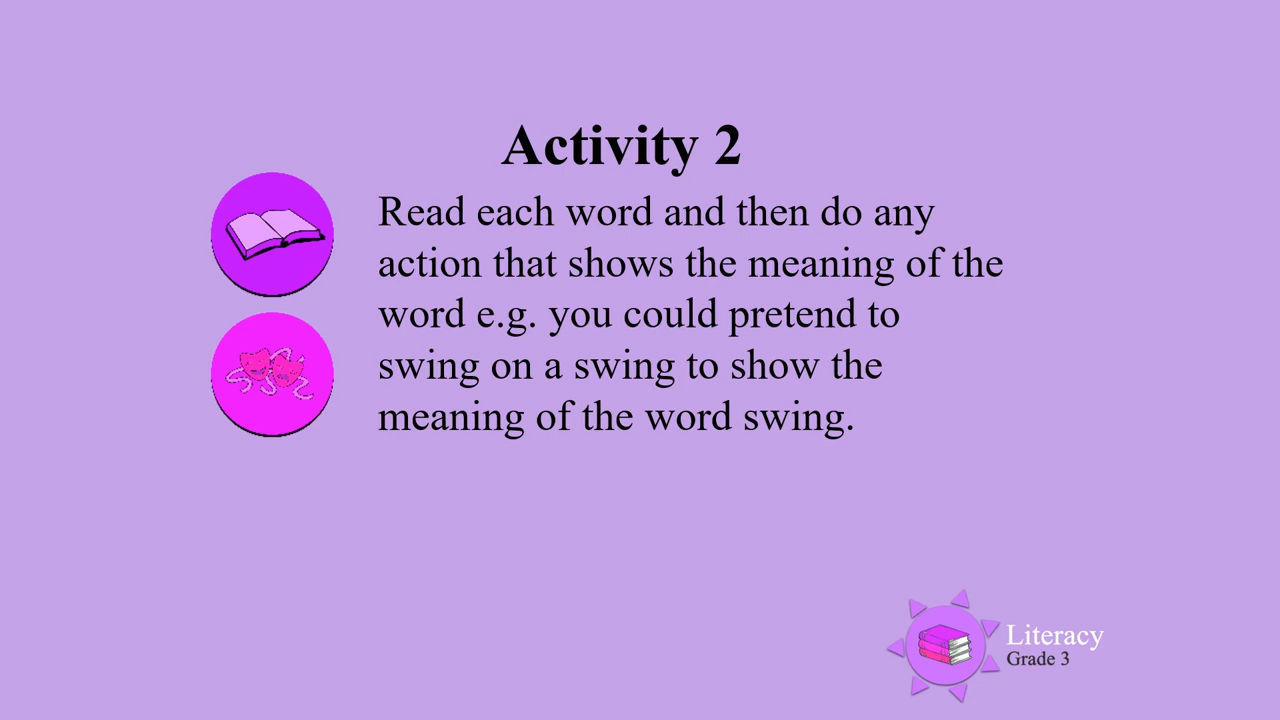 Activity 2
Read each word and then do any
action that shows the meaning of the
word e.g. you could pretend to
swing on a swing to show the
meaning of the word swing.
Literacy
Grade 3